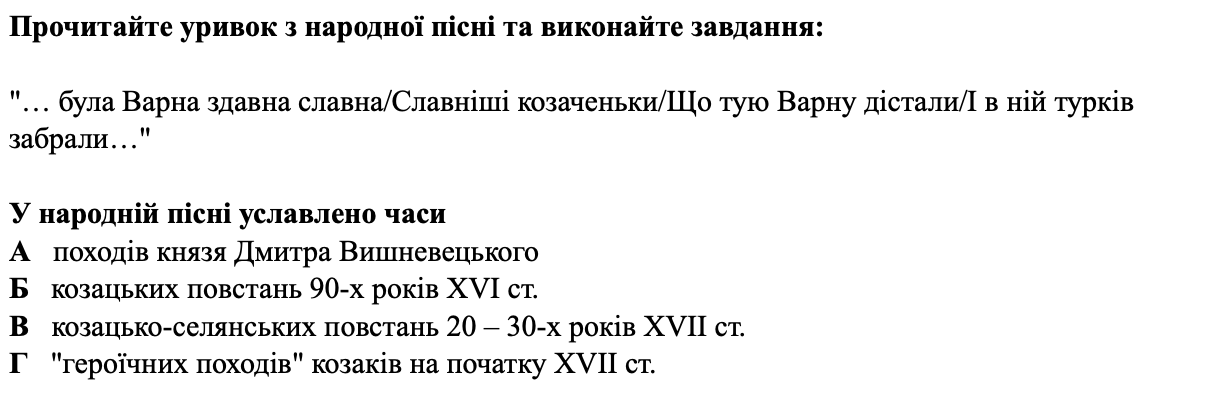 Прочитайте уривок з народної пісні та виконайте завдання:
"… була Варна здавна славна/Славніші козаченьки/Що тую Варну дістали/І в ній турків
забрали…"
У народній пісні уславлено часи
А походів князя Дмитра Вишневецького
Б козацьких повстань 90-х років XVI ст.
В козацько-селянських повстань 20 – 30-х років XVII ст.
Г "героїчних походів" козаків на початку XVII ст.